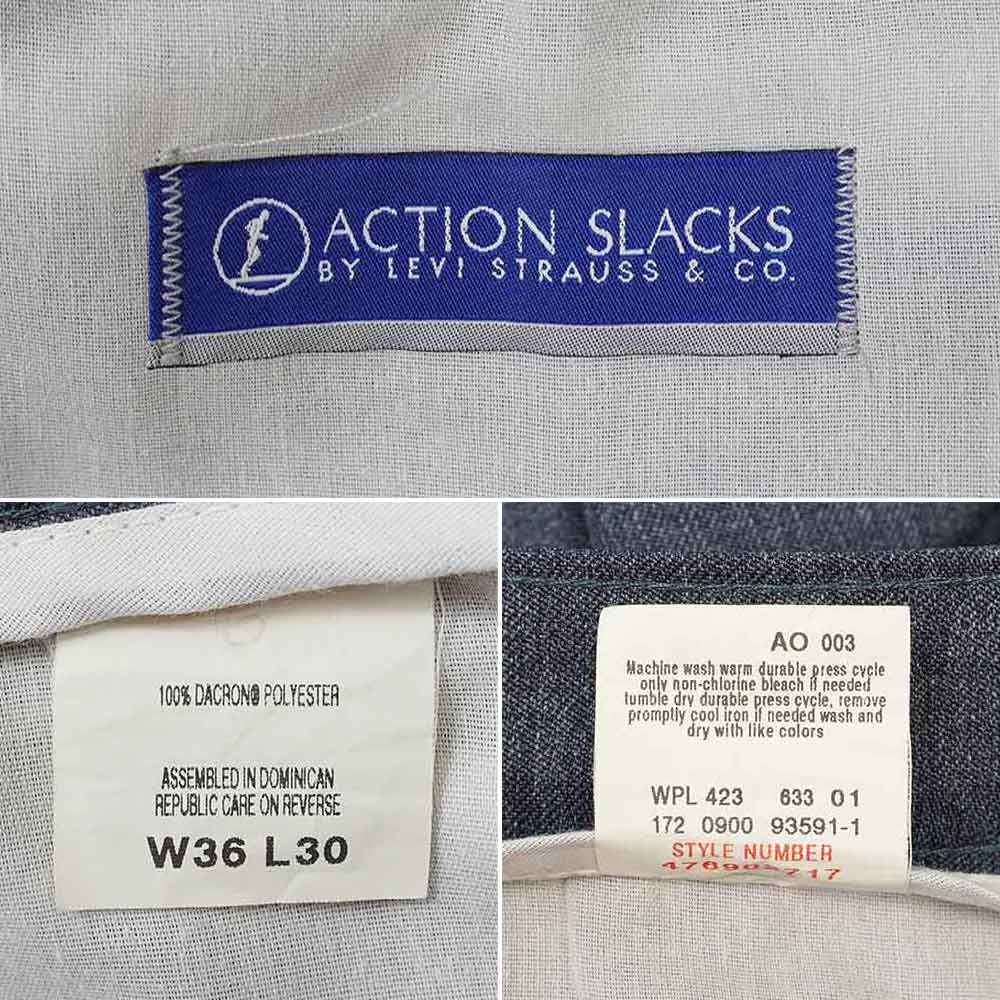 ACTION SLACKS
BY LEVI STRAUSS & CO.
100% DACRON® POLYESTER
ASSEMBLED IN DOMINICAN
REPUBLIC CARE ON REVERSE
W36 L30
AO 003
Machine wash warm durable press cycle
only non-chlorine bleach if needed
tumble dry durable press cycle, remove
promptly cool iron if needed wash and
dry with like colors
WPL 423 633 01
172 0900 93591-1
STYLE NUMBER